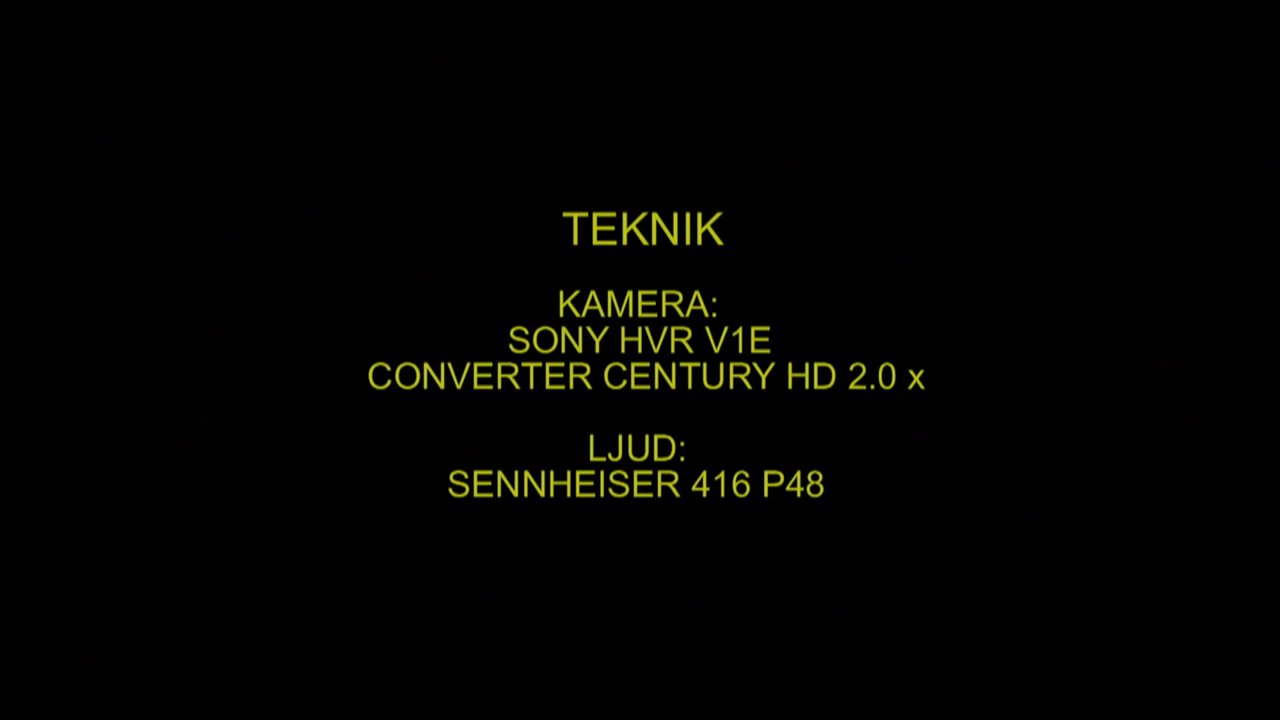 TEKNIK
KAMERA:
SONY HVR V1E
CONVERTER CENTURY HD 2.0 x
LJUD:
SENNHEISER 416 P48